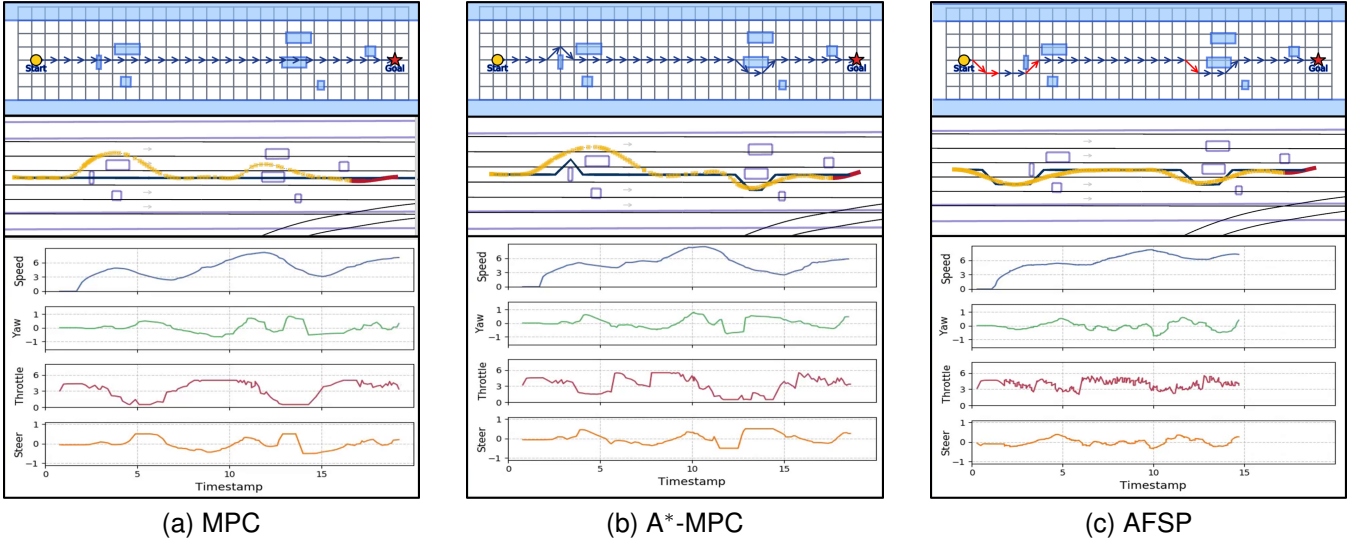 Start
Goal
Speed
6
3
0
Yaw
1
0
−1
Throttle
6
3
0
Steer
1
0
−1
0
5
10
15
Timestamp
(a) MPC
Start
Goal
Speed
6
3
0
Yaw
1
0
−1
Throttle
6
3
0
Steer
1
0
−1
0
5
10
15
Timestamp
(b) A*-MPC
Start
Goal
Speed
6
3
0
Yaw
1
0
−1
Throttle
6
3
0
Steer
1
0
−1
0
5
10
15
Timestamp
(c) AFSP